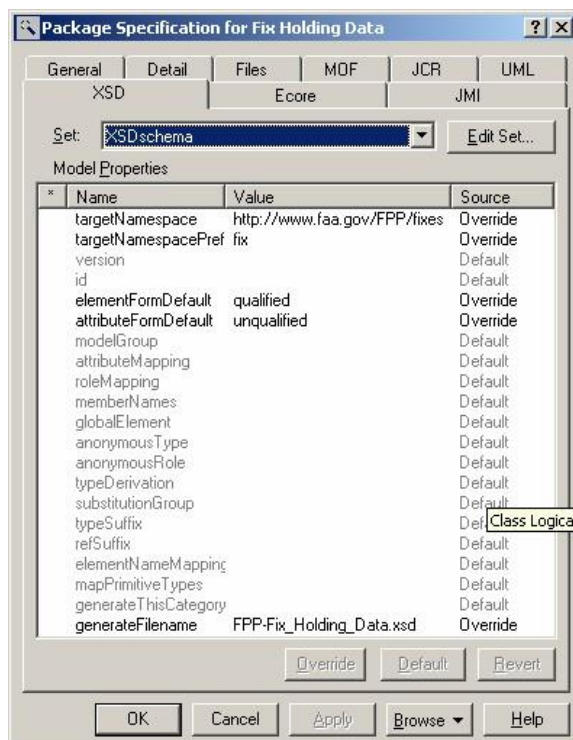 Package Specification for Fix Holding Data
General Detail Files MOF JCR UML
XSD Ecore JMI
Set: XSDschema Edit Set...
Model Properties
* Name Value Source
targetNamespace http://www.faa.gov/FPP/fixes Override
targetNamespacePref fix Override
version Default
id Default
elementFormDefault qualified Override
attributeFormDefault unqualified Override
modelGroup Default
attributeMapping Default
roleMapping Default
memberNames Default
globalElement Default
anonymousType Default
anonymousRole Default
typeDerivation Default
substitutionGroup Default
typeSuffix Def Class Logica
refSuffix Default
elementNameMapping Default
mapPrimitiveTypes Default
generateThisCategory Default
generateFilename FPP-Fix_Holding_Data.xsd Override
Override Default Revert
OK Cancel Apply Browse Help